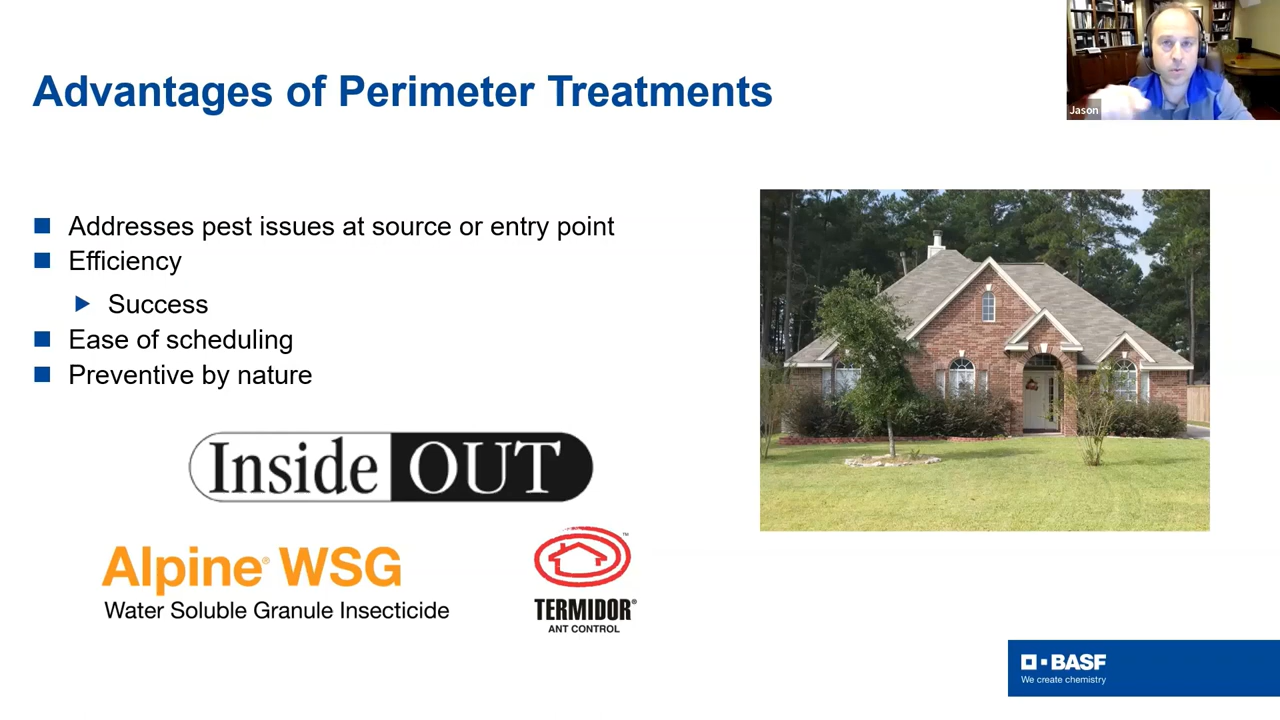 Jason
Advantages of Perimeter Treatments
Addresses pest issues at source or entry point
Efficiency
Success
Ease of scheduling
Preventive by nature
Inside OUT
Alpine® WSG
Water Soluble Granule Insecticide
™
TERMIDOR®
ANT CONTROL
BASF
We create chemistry